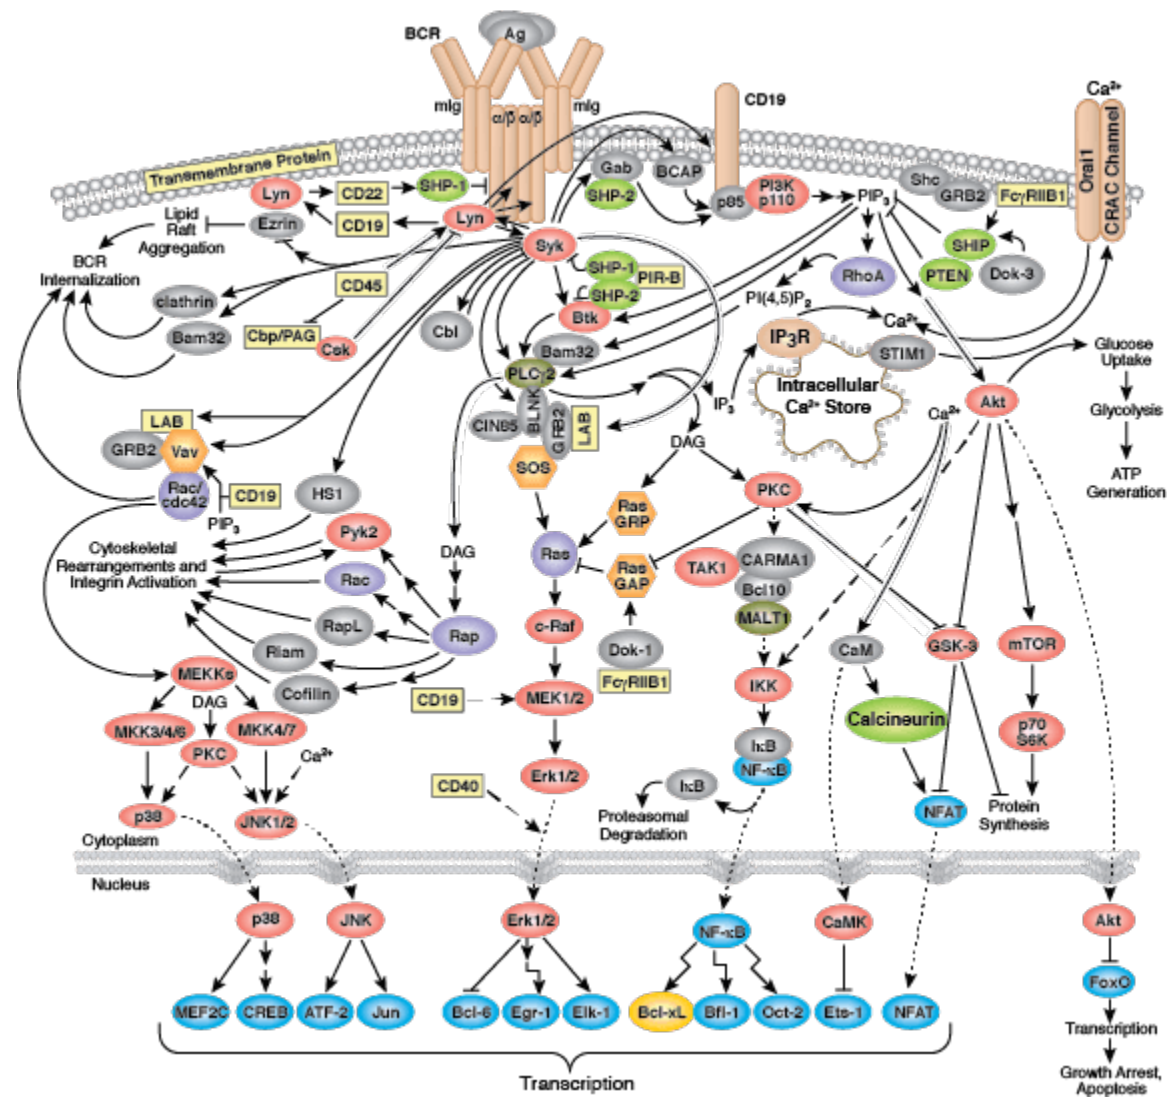 Ag
BCR
mIg
α/β α/β
mIg
CD19
Ca²⁺
Orai1
CRAC Channel
Transmembrane Protein
Lyn
CD22
SHP-1
Gab
SHP-2
BCAP
p85
PI3K
p110
PIP₃
Shc
GRB2
FcγRIIB1
Lipid
Raft
Aggregation
Ezrin
CD19
Lyn
Syk
SHIP
PTEN
Dok-3
BCR
Internalization
clathrin
Bam32
CD45
Cbp/PAG
Csk
Cbl
SHP-1
SHP-2
PIR-B
Btk
RhoA
PI(4,5)P₂
Ca²⁺
IP₃R
STIM1
Intracellular
Ca²⁺ Store
Bam32
PLCγ2
BLNK
GRB2
LAB
CIN85
SOS
IP₃
DAG
Akt
Ca²⁺
Glucose
Uptake
Glycolysis
ATP
Generation
LAB
GRB2
Vav
Rac/
cdc42
CD19
PIP₃
HS1
Pyk2
Cytoskeletal
Rearrangements and
Integrin Activation
Rac
RapL
Riam
Cofilin
DAG
Rap
Ras
Ras
GRP
Ras
GAP
PKC
TAK1
CARMA1
Bcl10
MALT1
c-Raf
Dok-1
FcγRIIB1
CaM
GSK-3
mTOR
MEKKs
DAG
MKK3/4/6
MKK4/7
PKC
Ca²⁺
p38
JNK1/2
CD19
MEK1/2
IKK
Calcineurin
p70
S6K
IκB
NF-κB
Erk1/2
CD40
IκB
Proteasomal
Degradation
NFAT
Protein
Synthesis
Cytoplasm
Nucleus
p38
JNK
Erk1/2
NF-κB
CaMK
Akt
MEF2C
CREB
ATF-2
Jun
Bcl-6
Egr-1
Elk-1
Bcl-xL
Bfl-1
Oct-2
Ets-1
NFAT
FoxO
Transcription
Growth Arrest,
Apoptosis
Transcription